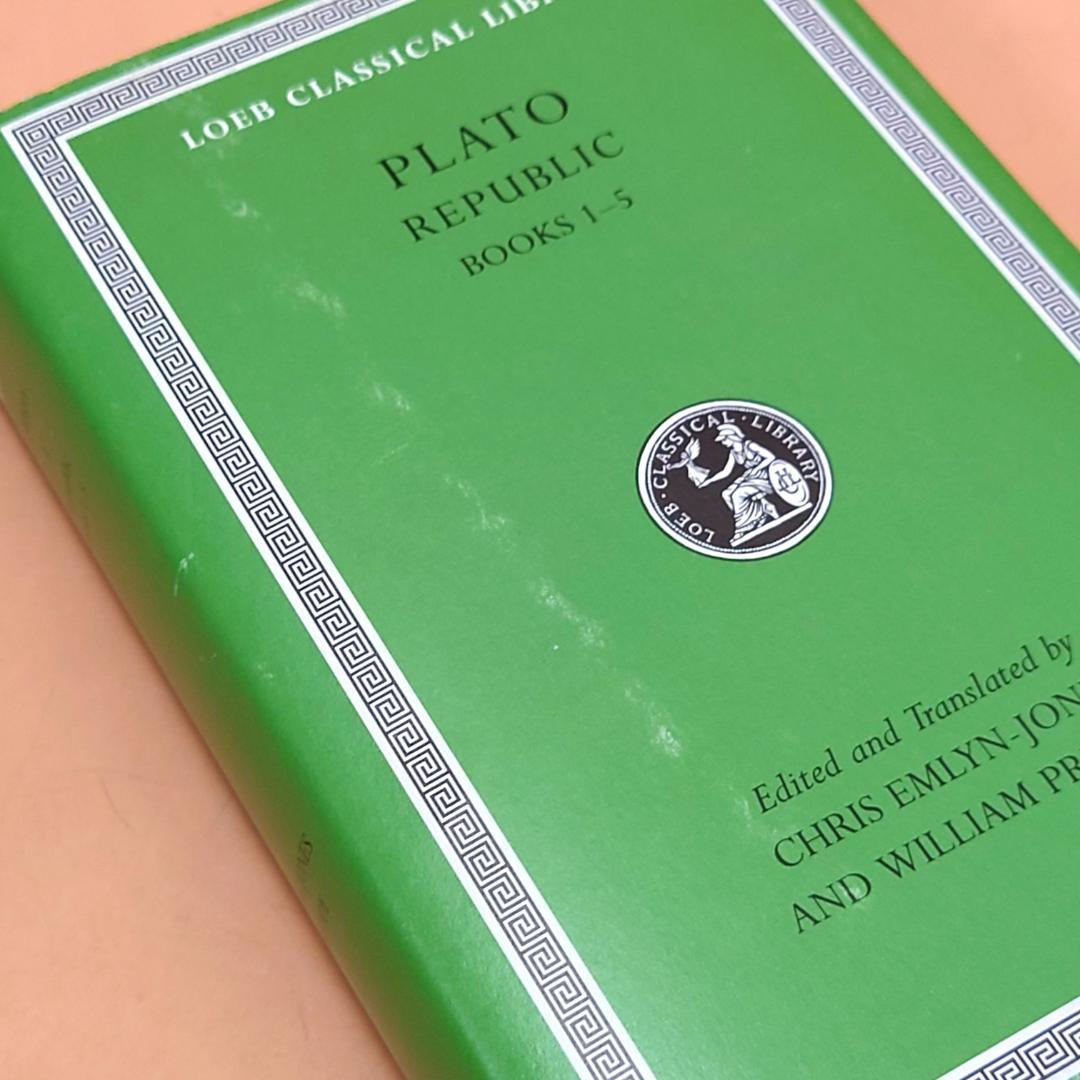 LOEB CLASSICAL LIB
PLATO
REPUBLIC
BOOKS 1–5
LOEB · CLASSICAL · LIBRARY
Edited and Translated by
CHRIS EMLYN-JON
AND WILLIAM PR